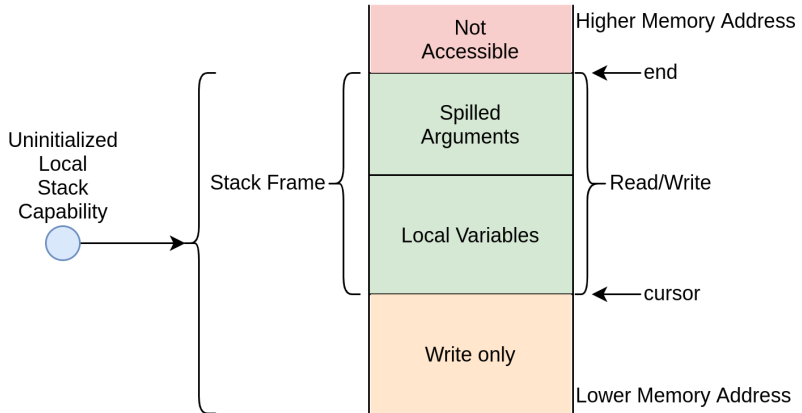 Not
Accessible
Higher Memory Address
end
Spilled
Arguments
Uninitialized
Local
Stack
Capability
Stack Frame
Read/Write
Local Variables
cursor
Write only
Lower Memory Address